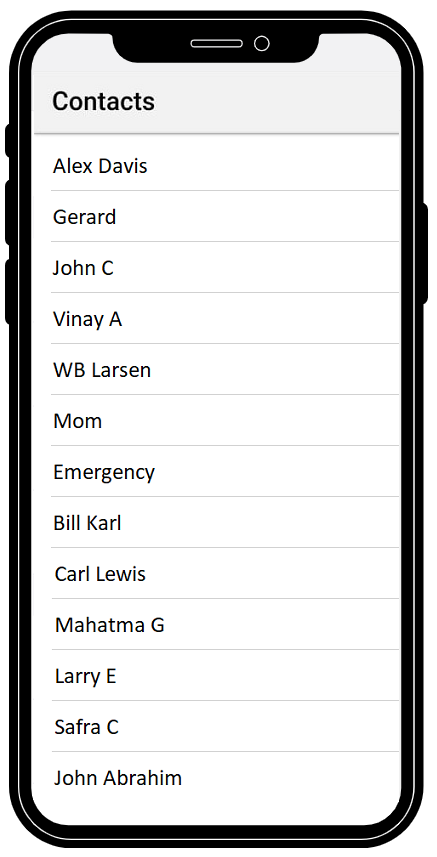 Contacts
Alex Davis
Gerard
John C
Vinay A
WB Larsen
Mom
Emergency
Bill Karl
Carl Lewis
Mahatma G
Larry E
Safra C
John Abrahim